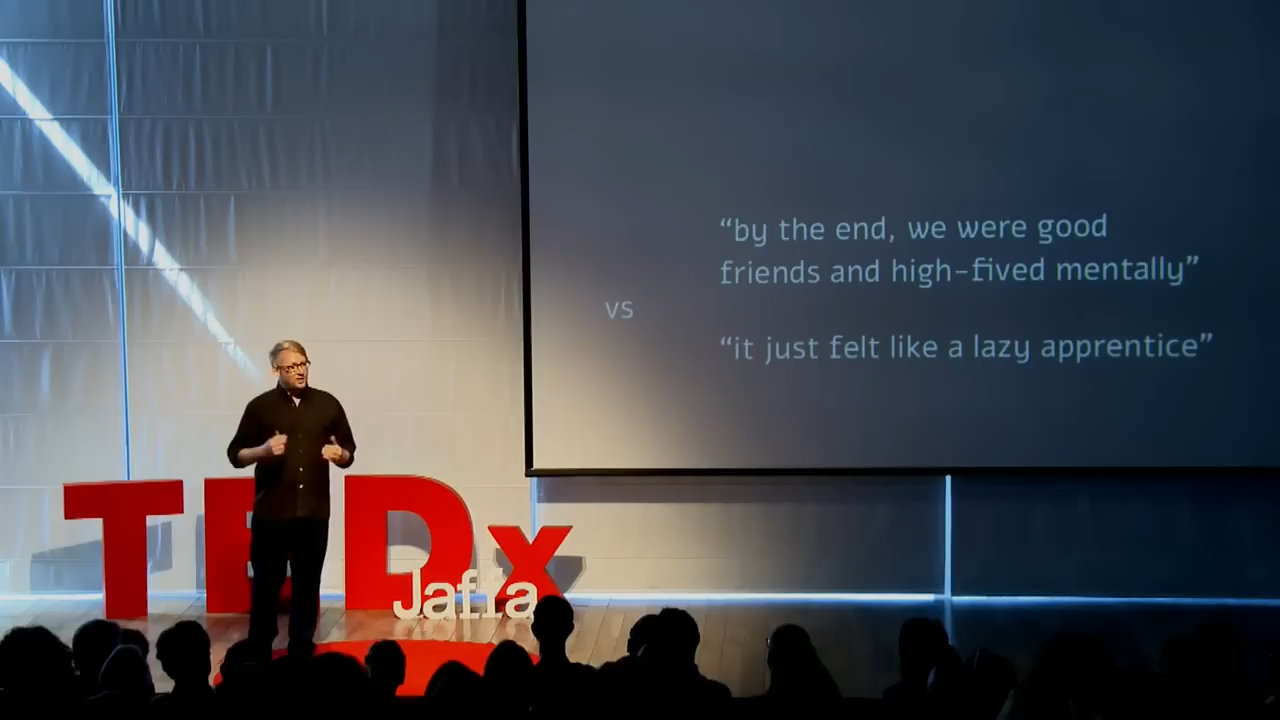 “by the end, we were good
friends and high-fived mentally”
vs
“it just felt like a lazy apprentice”
TEDx
Jaffa